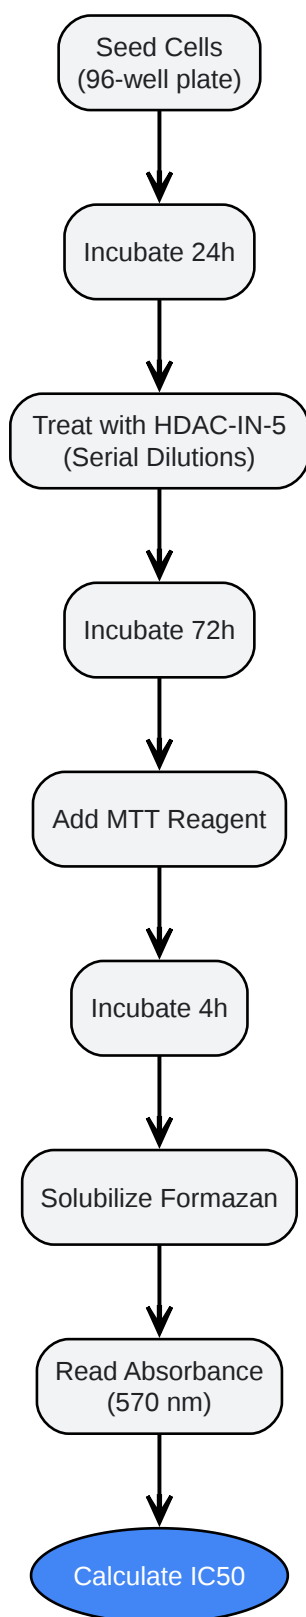 Seed Cells
(96-well plate)
Incubate 24h
Treat with HDAC-IN-5
(Serial Dilutions)
Incubate 72h
Add MTT Reagent
Incubate 4h
Solubilize Formazan
Read Absorbance
(570 nm)
Calculate IC50